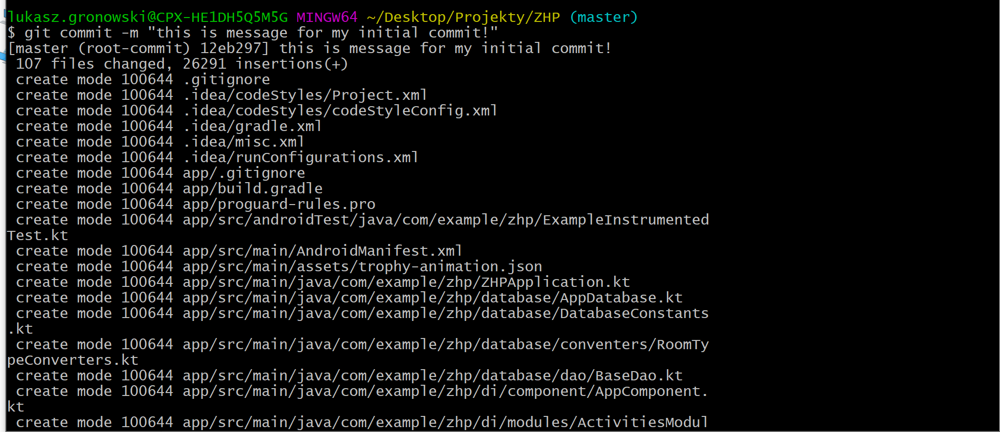 lukasz.gronowski@CPX-HE1DH5Q5M5G MINGW64 ~/Desktop/Projekty/ZHP (master)
$ git commit -m "this is message for my initial commit!"
[master (root-commit) 12eb297] this is message for my initial commit!
 107 files changed, 26291 insertions(+)
 create mode 100644 .gitignore
 create mode 100644 .idea/codeStyles/Project.xml
 create mode 100644 .idea/codeStyles/codeStyleConfig.xml
 create mode 100644 .idea/gradle.xml
 create mode 100644 .idea/misc.xml
 create mode 100644 .idea/runConfigurations.xml
 create mode 100644 app/.gitignore
 create mode 100644 app/build.gradle
 create mode 100644 app/proguard-rules.pro
 create mode 100644 app/src/androidTest/java/com/example/zhp/ExampleInstrumented
Test.kt
 create mode 100644 app/src/main/AndroidManifest.xml
 create mode 100644 app/src/main/assets/trophy-animation.json
 create mode 100644 app/src/main/java/com/example/zhp/ZHPApplication.kt
 create mode 100644 app/src/main/java/com/example/zhp/database/AppDatabase.kt
 create mode 100644 app/src/main/java/com/example/zhp/database/DatabaseConstants
.kt
 create mode 100644 app/src/main/java/com/example/zhp/database/conventers/RoomTy
peConverters.kt
 create mode 100644 app/src/main/java/com/example/zhp/database/dao/BaseDao.kt
 create mode 100644 app/src/main/java/com/example/zhp/di/component/AppComponent.
kt
 create mode 100644 app/src/main/java/com/example/zhp/di/modules/ActivitiesModul